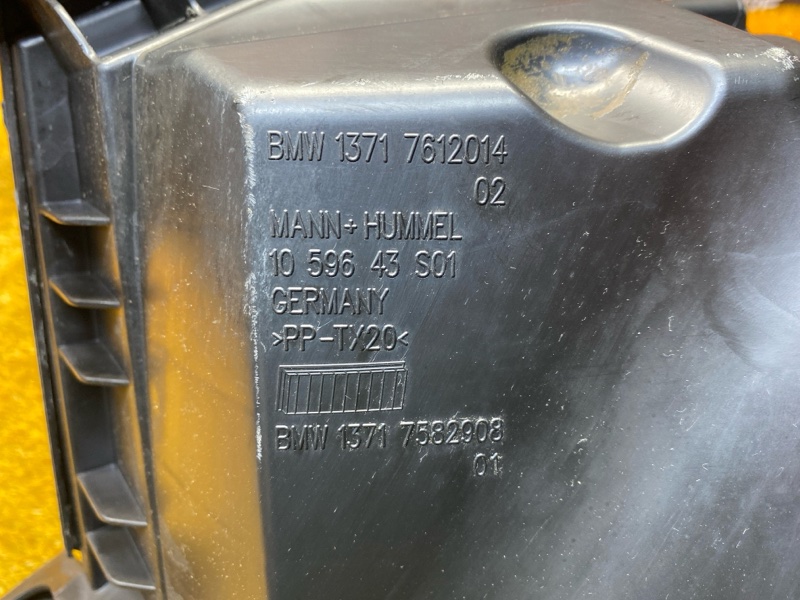 BMW 1371 7612014
02
MANN+HUMMEL
10 596 43 S01
GERMANY
>PP-TX20<
BMW 1371 7582908
01